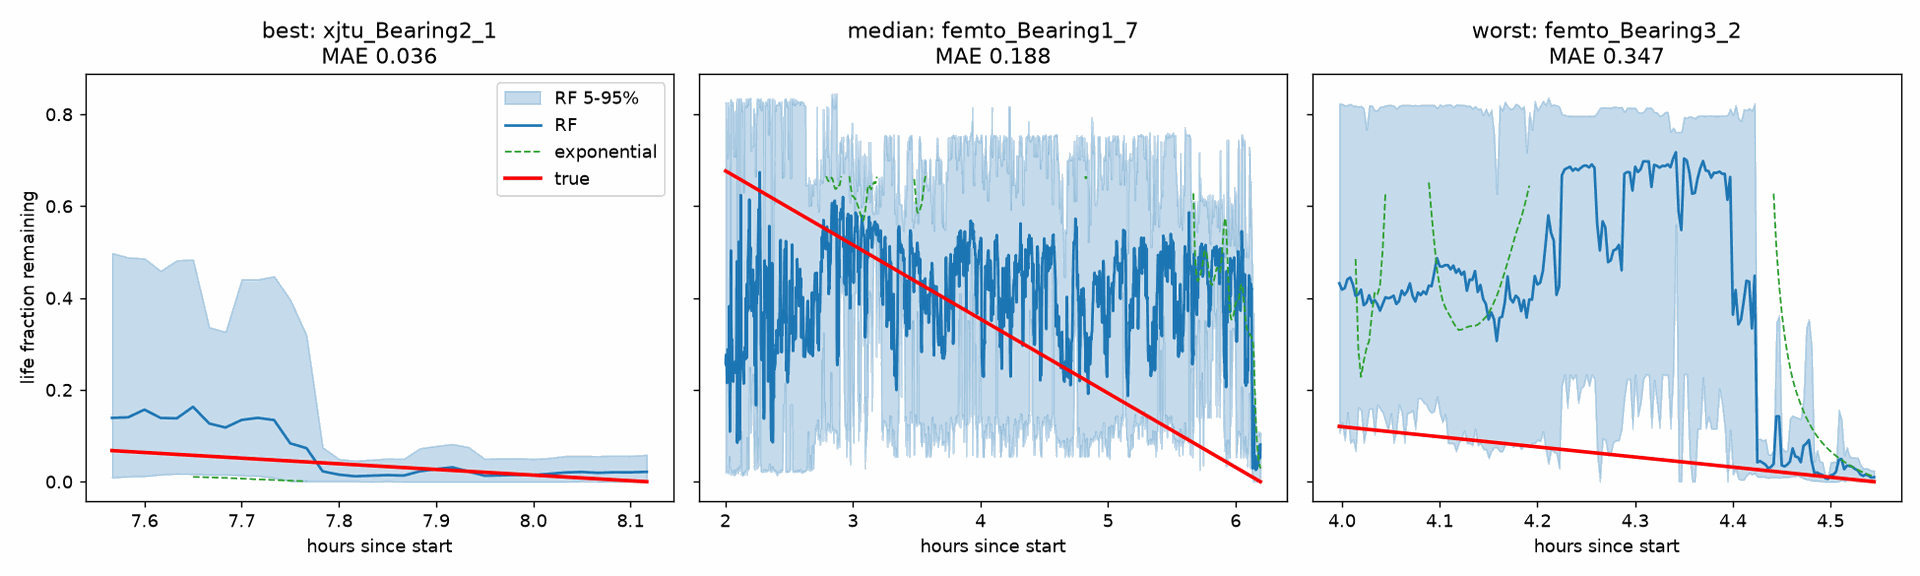 best: xjtu_Bearing2_1
MAE 0.036
RF 5-95%
RF
exponential
true
life fraction remaining
0.8
0.6
0.4
0.2
0.0
7.6 7.7 7.8 7.9 8.0 8.1
hours since start
median: femto_Bearing1_7
MAE 0.188
2 3 4 5 6
hours since start
worst: femto_Bearing3_2
MAE 0.347
4.0 4.1 4.2 4.3 4.4 4.5
hours since start